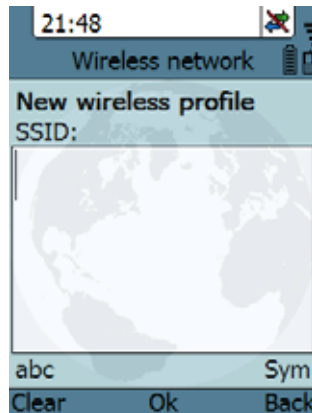 21:48
Wireless network
New wireless profile
SSID:
abc Sym
Clear Ok Back